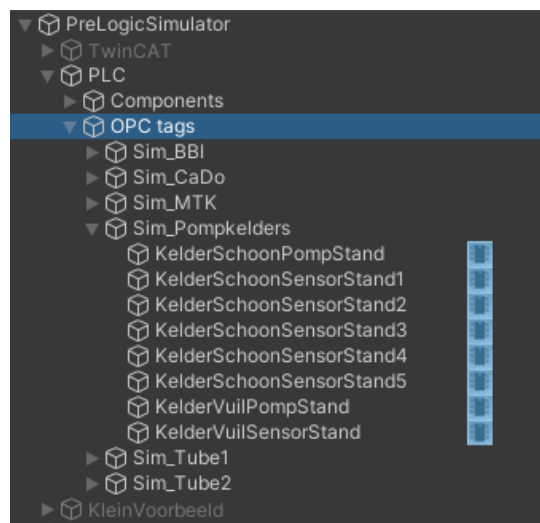 PreLogicSimulator
TwinCAT
PLC
Components
OPC tags
Sim_BBI
Sim_CaDo
Sim_MTK
Sim_Pompkelders
KelderSchoonPompStand
KelderSchoonSensorStand1
KelderSchoonSensorStand2
KelderSchoonSensorStand3
KelderSchoonSensorStand4
KelderSchoonSensorStand5
KelderVuilPompStand
KelderVuilSensorStand
Sim_Tube1
Sim_Tube2
KleinVoorbeeld